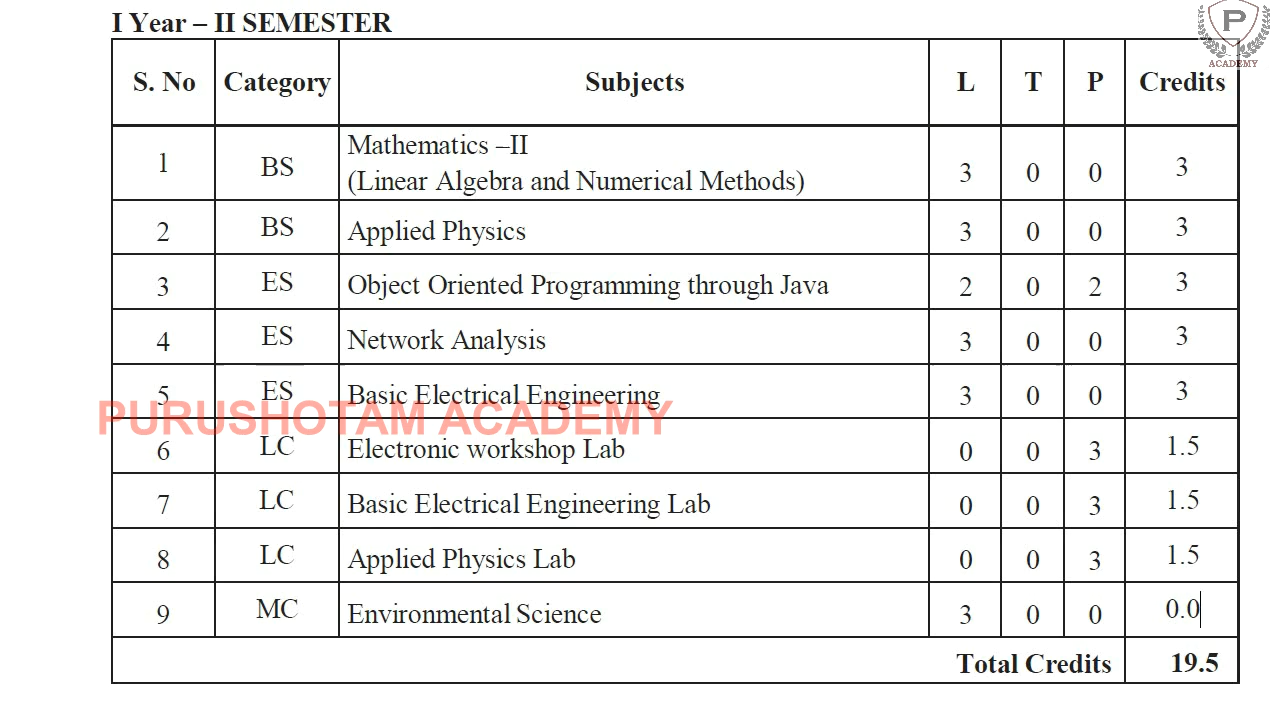 I Year – II SEMESTER
P
ACADEMY
S. No Category Subjects L T P Credits
1 BS Mathematics –II
(Linear Algebra and Numerical Methods) 3 0 0 3
2 BS Applied Physics 3 0 0 3
3 ES Object Oriented Programming through Java 2 0 2 3
4 ES Network Analysis 3 0 0 3
5 ES Basic Electrical Engineering 3 0 0 3
PURUSHOTAM ACADEMY
6 LC Electronic workshop Lab 0 0 3 1.5
7 LC Basic Electrical Engineering Lab 0 0 3 1.5
8 LC Applied Physics Lab 0 0 3 1.5
9 MC Environmental Science 3 0 0 0.0
Total Credits 19.5